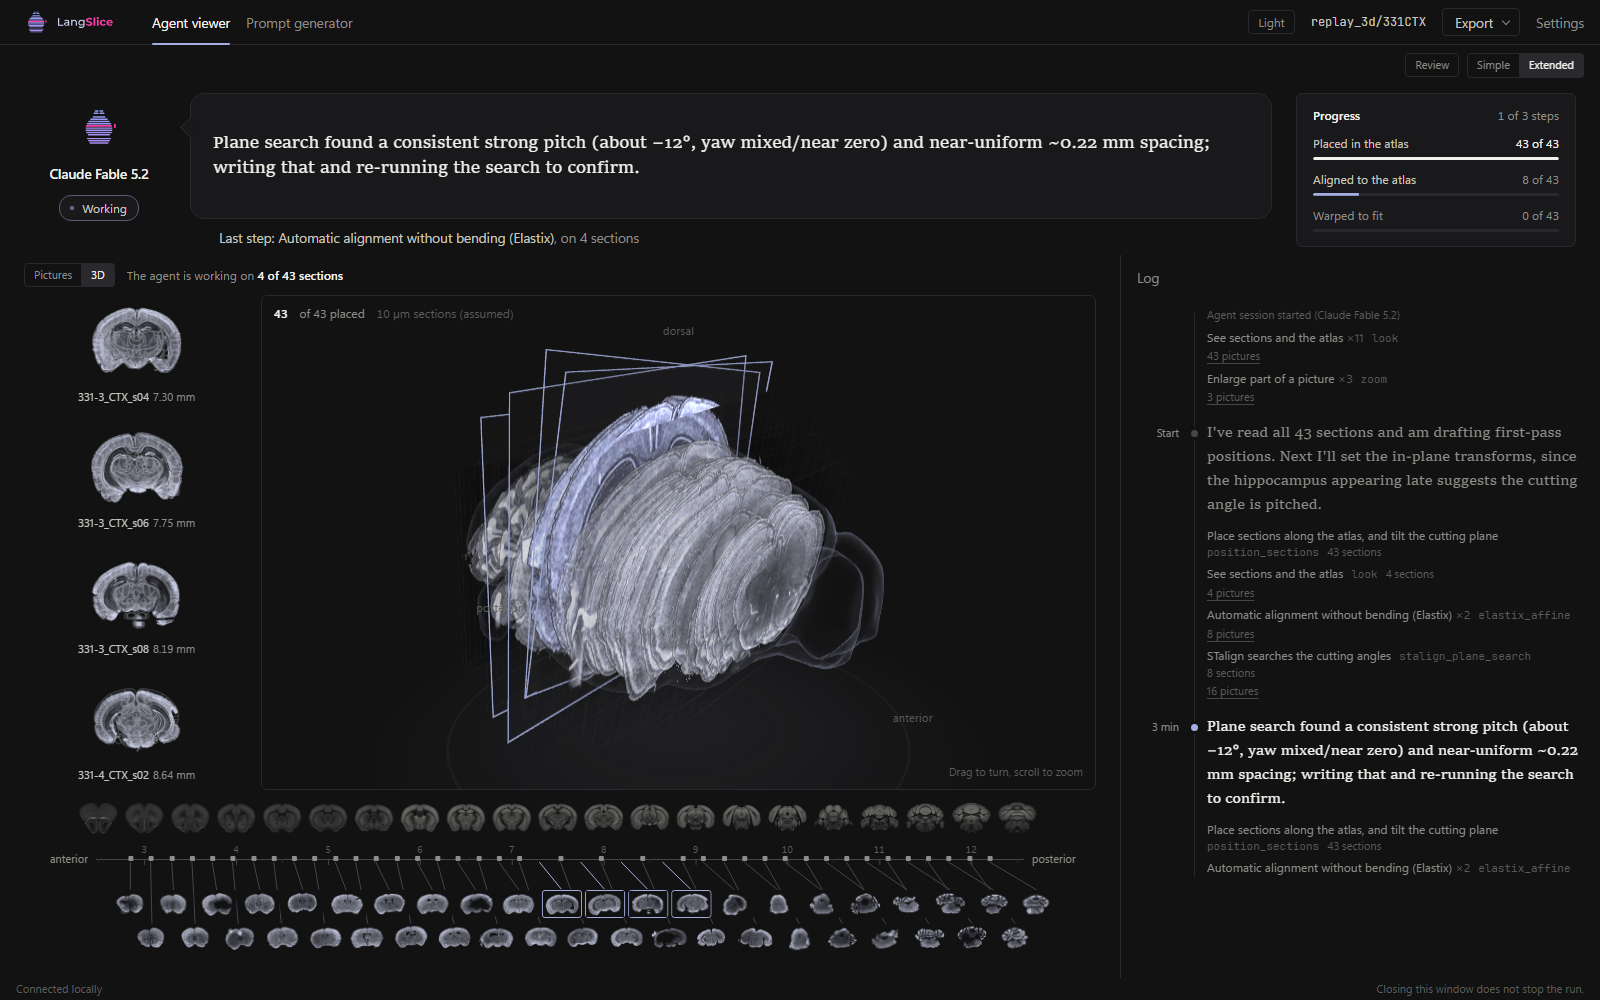 LangSlice
Agent viewer
Prompt generator
Light
replay_3d/331CTX
Export
Settings
Review
Simple
Extended
Claude Fable 5.2
Working
Plane search found a consistent strong pitch (about −12°, yaw mixed/near zero) and near-uniform ~0.22 mm spacing;
writing that and re-running the search to confirm.
Last step: Automatic alignment without bending (Elastix), on 4 sections
Progress
1 of 3 steps
Placed in the atlas
43 of 43
Aligned to the atlas
8 of 43
Warped to fit
0 of 43
Pictures
3D
The agent is working on 4 of 43 sections
331-3_CTX_s04 7.30 mm
331-3_CTX_s06 7.75 mm
331-3_CTX_s08 8.19 mm
331-4_CTX_s02 8.64 mm
43 of 43 placed 10 µm sections (assumed)
dorsal
posterior
anterior
Drag to turn, scroll to zoom
anterior
3 4 5 6 7 8 9 10 11 12
posterior
Log
Agent session started (Claude Fable 5.2)
See sections and the atlas ×11 look
43 pictures
Enlarge part of a picture ×3 zoom
3 pictures
Start
I've read all 43 sections and am drafting first-pass
positions. Next I'll set the in-plane transforms, since
the hippocampus appearing late suggests the cutting
angle is pitched.
Place sections along the atlas, and tilt the cutting plane
position_sections 43 sections
See sections and the atlas look 4 sections
4 pictures
Automatic alignment without bending (Elastix) ×2 elastix_affine
8 pictures
STalign searches the cutting angles stalign_plane_search
8 sections
16 pictures
3 min
Plane search found a consistent strong pitch (about
−12°, yaw mixed/near zero) and near-uniform ~0.22
mm spacing; writing that and re-running the search
to confirm.
Place sections along the atlas, and tilt the cutting plane
position_sections 43 sections
Automatic alignment without bending (Elastix) ×2 elastix_affine
Connected locally
Closing this window does not stop the run.